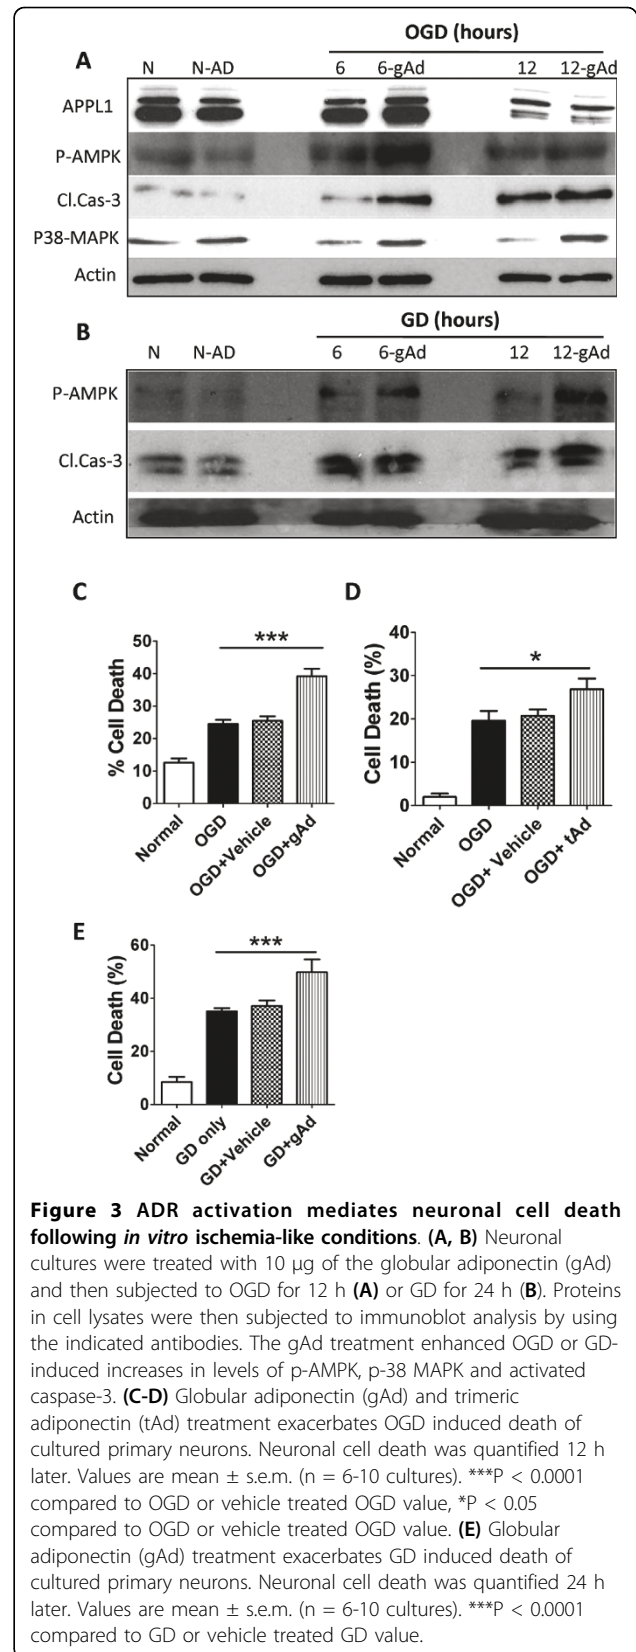 OGD (hours)
A
N N-AD 6 6-gAd 12 12-gAd
APPL1
P-AMPK
Cl.Cas-3
P38-MAPK
Actin
B
GD (hours)
N N-AD 6 6-gAd 12 12-gAd
P-AMPK
Cl.Cas-3
Actin
C
% Cell Death
50
40
30
20
10
0
***
Normal
OGD
OGD+Vehicle
OGD+gAd
D
Cell Death (%)
40
30
20
10
0
*
Normal
OGD
OGD+ Vehicle
OGD+ tAd
E
Cell Death (%)
60
40
20
0
***
Normal
GD only
GD+Vehicle
GD+gAd
Figure 3 ADR activation mediates neuronal cell death
following in vitro ischemia-like conditions. (A, B) Neuronal
cultures were treated with 10 μg of the globular adiponectin (gAd)
and then subjected to OGD for 12 h (A) or GD for 24 h (B). Proteins
in cell lysates were then subjected to immunoblot analysis by using
the indicated antibodies. The gAd treatment enhanced OGD or GD-
induced increases in levels of p-AMPK, p-38 MAPK and activated
caspase-3. (C-D) Globular adiponectin (gAd) and trimeric
adiponectin (tAd) treatment exacerbates OGD induced death of
cultured primary neurons. Neuronal cell death was quantified 12 h
later. Values are mean ± s.e.m. (n = 6-10 cultures). ***P < 0.0001
compared to OGD or vehicle treated OGD value, *P < 0.05
compared to OGD or vehicle treated OGD value. (E) Globular
adiponectin (gAd) treatment exacerbates GD induced death of
cultured primary neurons. Neuronal cell death was quantified 24 h
later. Values are mean ± s.e.m. (n = 6-10 cultures). ***P < 0.0001
compared to GD or vehicle treated GD value.